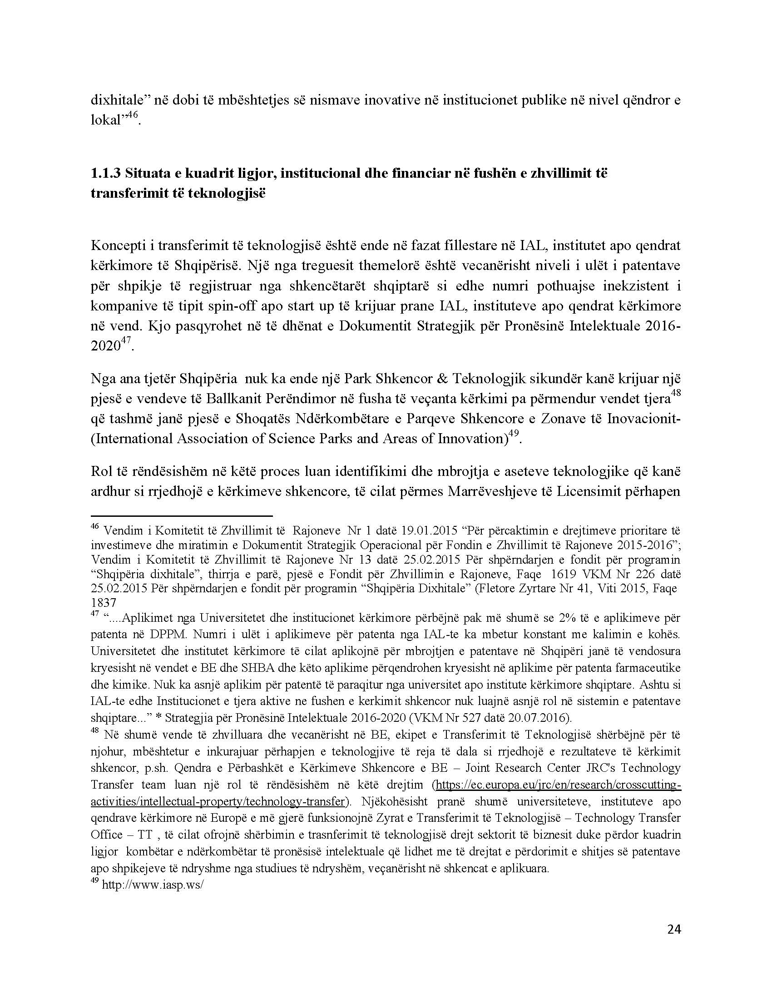 dixhitale” në dobi të mbështetjes së nismave inovative në institucionet publike në nivel qëndror e
lokal”46.
1.1.3 Situata e kuadrit ligjor, institucional dhe financiar në fushën e zhvillimit të
transferimit të teknologjisë
Koncepti i transferimit të teknologjisë është ende në fazat fillestare në IAL, institutet apo qendrat
kërkimore të Shqipërisë. Një nga treguesit themelorë është vecanërisht niveli i ulët i patentave
për shpikje të regjistruar nga shkencëtarët shqiptarë si edhe numri pothuajse inekzistent i
kompanive të tipit spin-off apo start up të krijuar prane IAL, instituteve apo qendrat kërkimore
në vend. Kjo pasqyrohet në të dhënat e Dokumentit Strategjik për Pronësinë Intelektuale 2016-
202047.
Nga ana tjetër Shqipëria nuk ka ende një Park Shkencor & Teknologjik sikundër kanë krijuar një
pjesë e vendeve të Ballkanit Perëndimor në fusha të veçanta kërkimi pa përmendur vendet tjera48
që tashmë janë pjesë e Shoqatës Ndërkombëtare e Parqeve Shkencore e Zonave të Inovacionit-
(International Association of Science Parks and Areas of Innovation)49.
Rol të rëndësishëm në këtë proces luan identifikimi dhe mbrojtja e aseteve teknologjike që kanë
ardhur si rrjedhojë e kërkimeve shkencore, të cilat përmes Marrëveshjeve të Licensimit përhapen
46 Vendim i Komitetit të Zhvillimit të Rajoneve Nr 1 datë 19.01.2015 “Për përcaktimin e drejtimeve prioritare të
investimeve dhe miratimin e Dokumentit Strategjik Operacional për Fondin e Zhvillimit të Rajoneve 2015-2016”;
Vendim i Komitetit të Zhvillimit të Rajoneve Nr 13 datë 25.02.2015 Për shpërndarjen e fondit për programin
“Shqipëria dixhitale”, thirrja e parë, pjesë e Fondit për Zhvillimin e Rajoneve, Faqe 1619 VKM Nr 226 datë
25.02.2015 Për shpërndarjen e fondit për programin “Shqipëria Dixhitale” (Fletore Zyrtare Nr 41, Viti 2015, Faqe
1837
47 “....Aplikimet nga Universitetet dhe institucionet kërkimore përbëjnë pak më shumë se 2% të e aplikimeve për
patenta në DPPM. Numri i ulët i aplikimeve për patenta nga IAL-te ka mbetur konstant me kalimin e kohës.
Universitetet dhe institutet kërkimore të cilat aplikojnë për mbrojtjen e patentave në Shqipëri janë të vendosura
kryesisht në vendet e BE dhe SHBA dhe këto aplikime përqendrohen kryesisht në aplikime për patenta farmaceutike
dhe kimike. Nuk ka asnjë aplikim për patentë të paraqitur nga universitet apo institute kërkimore shqiptare. Ashtu si
IAL-te edhe Institucionet e tjera aktive ne fushen e kerkimit shkencor nuk luajnë asnjë rol në sistemin e patentave
shqiptare...” * Strategjia për Pronësinë Intelektuale 2016-2020 (VKM Nr 527 datë 20.07.2016).
48 Në shumë vende të zhvilluara dhe vecanërisht në BE, ekipet e Transferimit të Teknologjisë shërbëjnë për të
njohur, mbështetur e inkurajuar përhapjen e teknologjive të reja të dala si rrjedhojë e rezultateve të kërkimit
shkencor, p.sh. Qendra e Përbashkët e Kërkimeve Shkencore e BE – Joint Research Center JRC's Technology
Transfer team luan një rol të rëndësishëm në këtë drejtim (https://ec.europa.eu/jrc/en/research/crosscutting-
activities/intellectual-property/technology-transfer). Njëkohësisht pranë shumë universiteteve, instituteve apo
qendrave kërkimore në Europë e më gjerë funksionojnë Zyrat e Transferimit të Teknologjisë – Technology Transfer
Office – TT , të cilat ofrojnë shërbimin e trasnferimit të teknologjisë drejt sektorit të biznesit duke përdor kuadrin
ligjor kombëtar e ndërkombëtar të pronësisë intelektuale që lidhet me të drejtat e përdorimit e shitjes së patentave
apo shpikejeve të ndryshme nga studiues të ndryshëm, veçanërisht në shkencat e aplikuara.
49 http://www.iasp.ws/
24